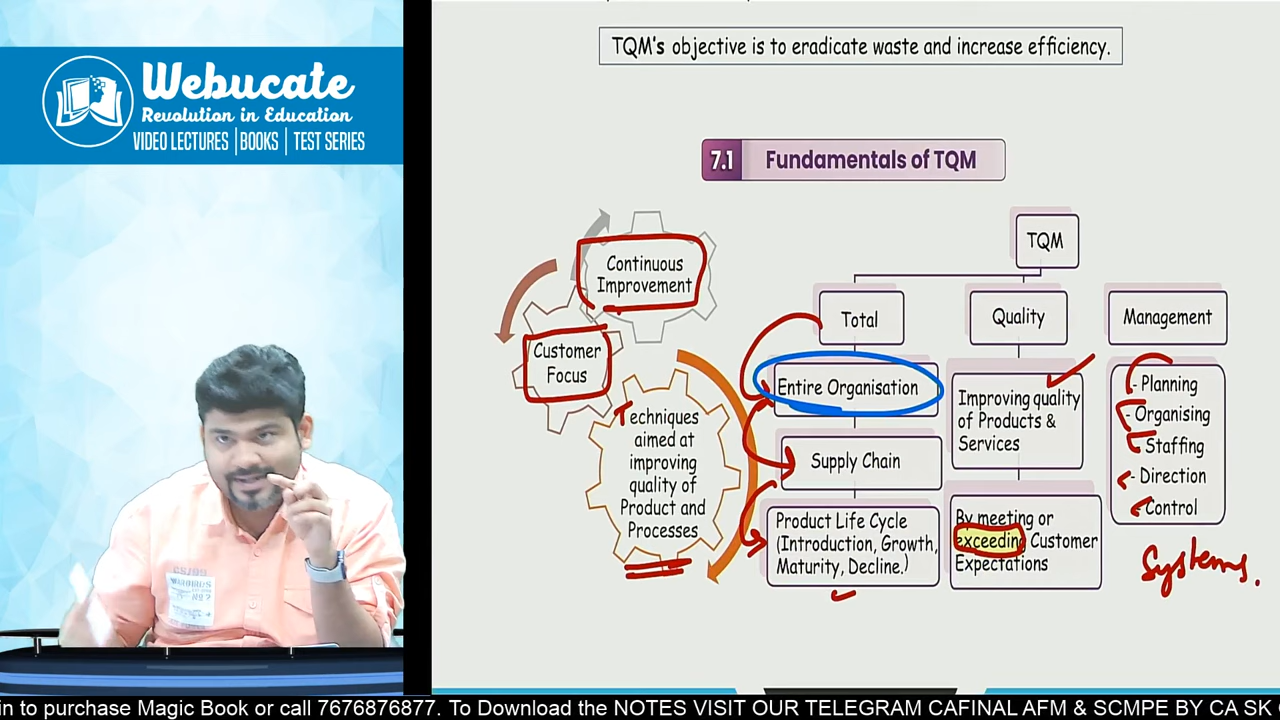 TQM's objective is to eradicate waste and increase efficiency.
Webucate
Revolution in Education
VIDEO LECTURES | BOOKS | TEST SERIES
7.1 Fundamentals of TQM
Continuous
Improvement
Customer
Focus
Techniques
aimed at
improving
quality of
Product and
Processes
TQM
Total
Entire Organisation
Supply Chain
Product Life Cycle
(Introduction, Growth,
Maturity, Decline.)
Quality
Improving quality
of Products &
Services
By meeting or
exceeding Customer
Expectations
Management
- Planning
- Organising
- Staffing
- Direction
- Control
Systems.
in to purchase Magic Book or call 7676876877. To Download the NOTES VISIT OUR TELEGRAM CAFINAL AFM & SCMPE BY CA SK